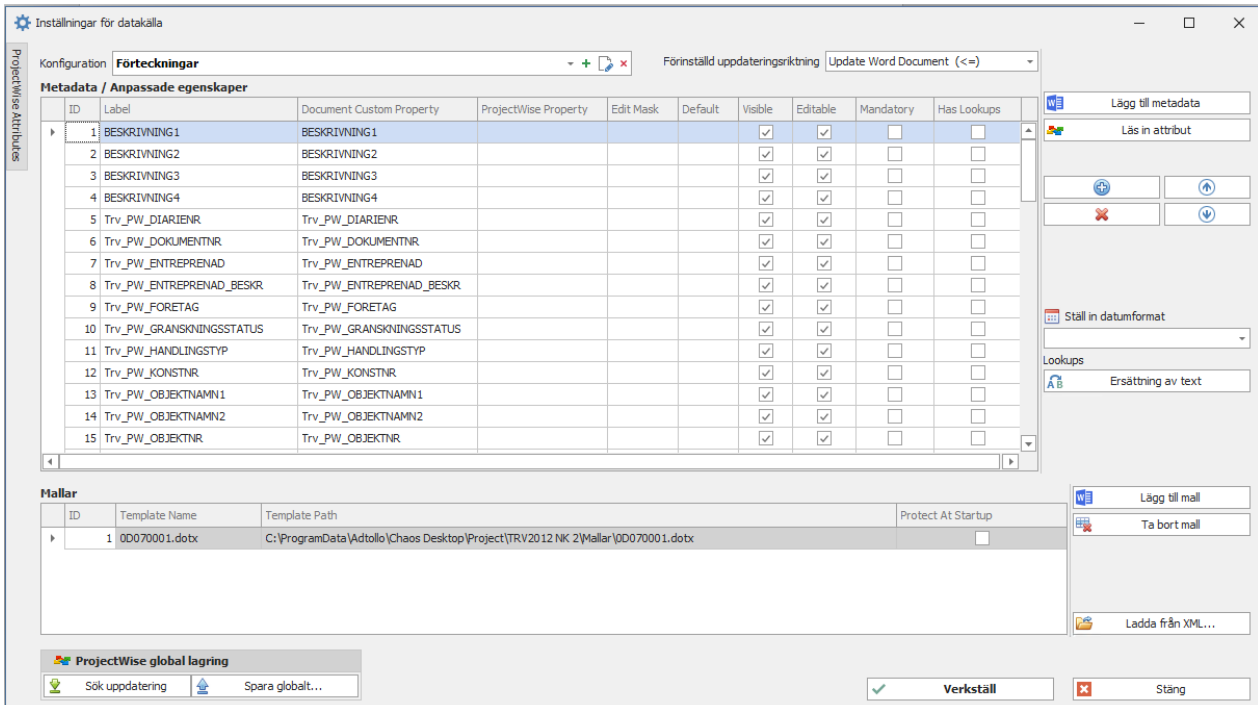 Inställningar för datakälla
ProjectWise Attributes
Konfiguration Förteckningar Förinställd uppdateringsriktning Update Word Document (<=)
Metadata / Anpassade egenskaper
ID Label Document Custom Property ProjectWise Property Edit Mask Default Visible Editable Mandatory Has Lookups
1 BESKRIVNING1 BESKRIVNING1
2 BESKRIVNING2 BESKRIVNING2
3 BESKRIVNING3 BESKRIVNING3
4 BESKRIVNING4 BESKRIVNING4
5 Trv_PW_DIARIENR Trv_PW_DIARIENR
6 Trv_PW_DOKUMENTNR Trv_PW_DOKUMENTNR
7 Trv_PW_ENTREPRENAD Trv_PW_ENTREPRENAD
8 Trv_PW_ENTREPRENAD_BESKR Trv_PW_ENTREPRENAD_BESKR
9 Trv_PW_FORETAG Trv_PW_FORETAG
10 Trv_PW_GRANSKNINGSSTATUS Trv_PW_GRANSKNINGSSTATUS
11 Trv_PW_HANDLINGSTYP Trv_PW_HANDLINGSTYP
12 Trv_PW_KONSTNR Trv_PW_KONSTNR
13 Trv_PW_OBJEKTNAMN1 Trv_PW_OBJEKTNAMN1
14 Trv_PW_OBJEKTNAMN2 Trv_PW_OBJEKTNAMN2
15 Trv_PW_OBJEKTNR Trv_PW_OBJEKTNR
Lägg till metadata
Läs in attribut
Ställ in datumformat
Lookups
Ersättning av text
Mallar
ID Template Name Template Path Protect At Startup
1 0D070001.dotx C:\ProgramData\Adtollo\Chaos Desktop\Project\TRV2012 NK 2\Mallar\0D070001.dotx
Lägg till mall
Ta bort mall
Ladda från XML...
ProjectWise global lagring
Sök uppdatering Spara globalt...
Verkställ Stäng